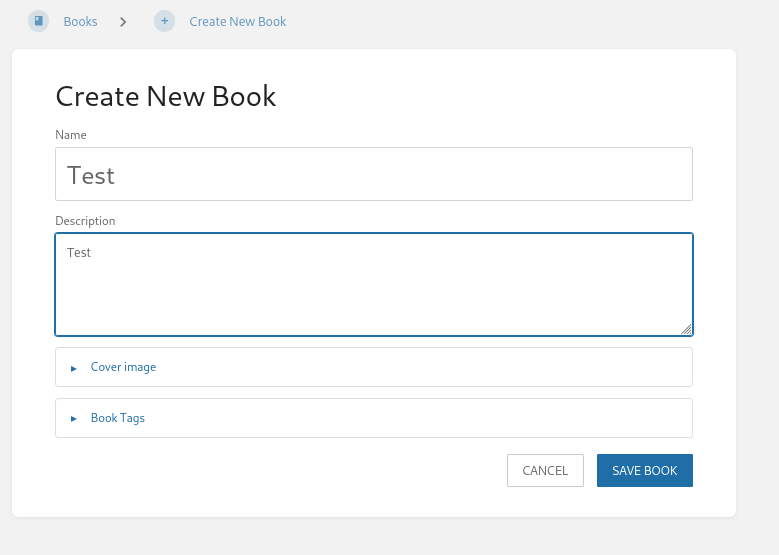 Books
Create New Book
Create New Book
Name
Test
Description
Test
Cover image
Book Tags
CANCEL SAVE BOOK